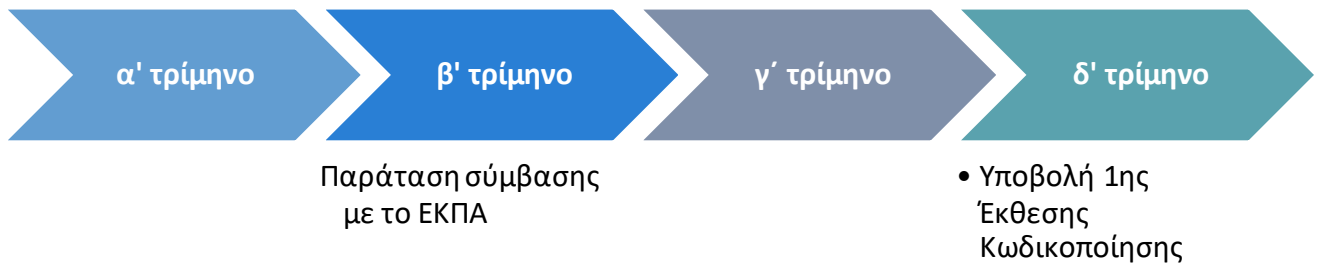 α' τρίμηνο
β' τρίμηνο
γ΄ τρίμηνο
δ' τρίμηνο
Παράταση σύμβασης
με το ΕΚΠΑ
• Υποβολή 1ης
Έκθεσης
Κωδικοποίησης